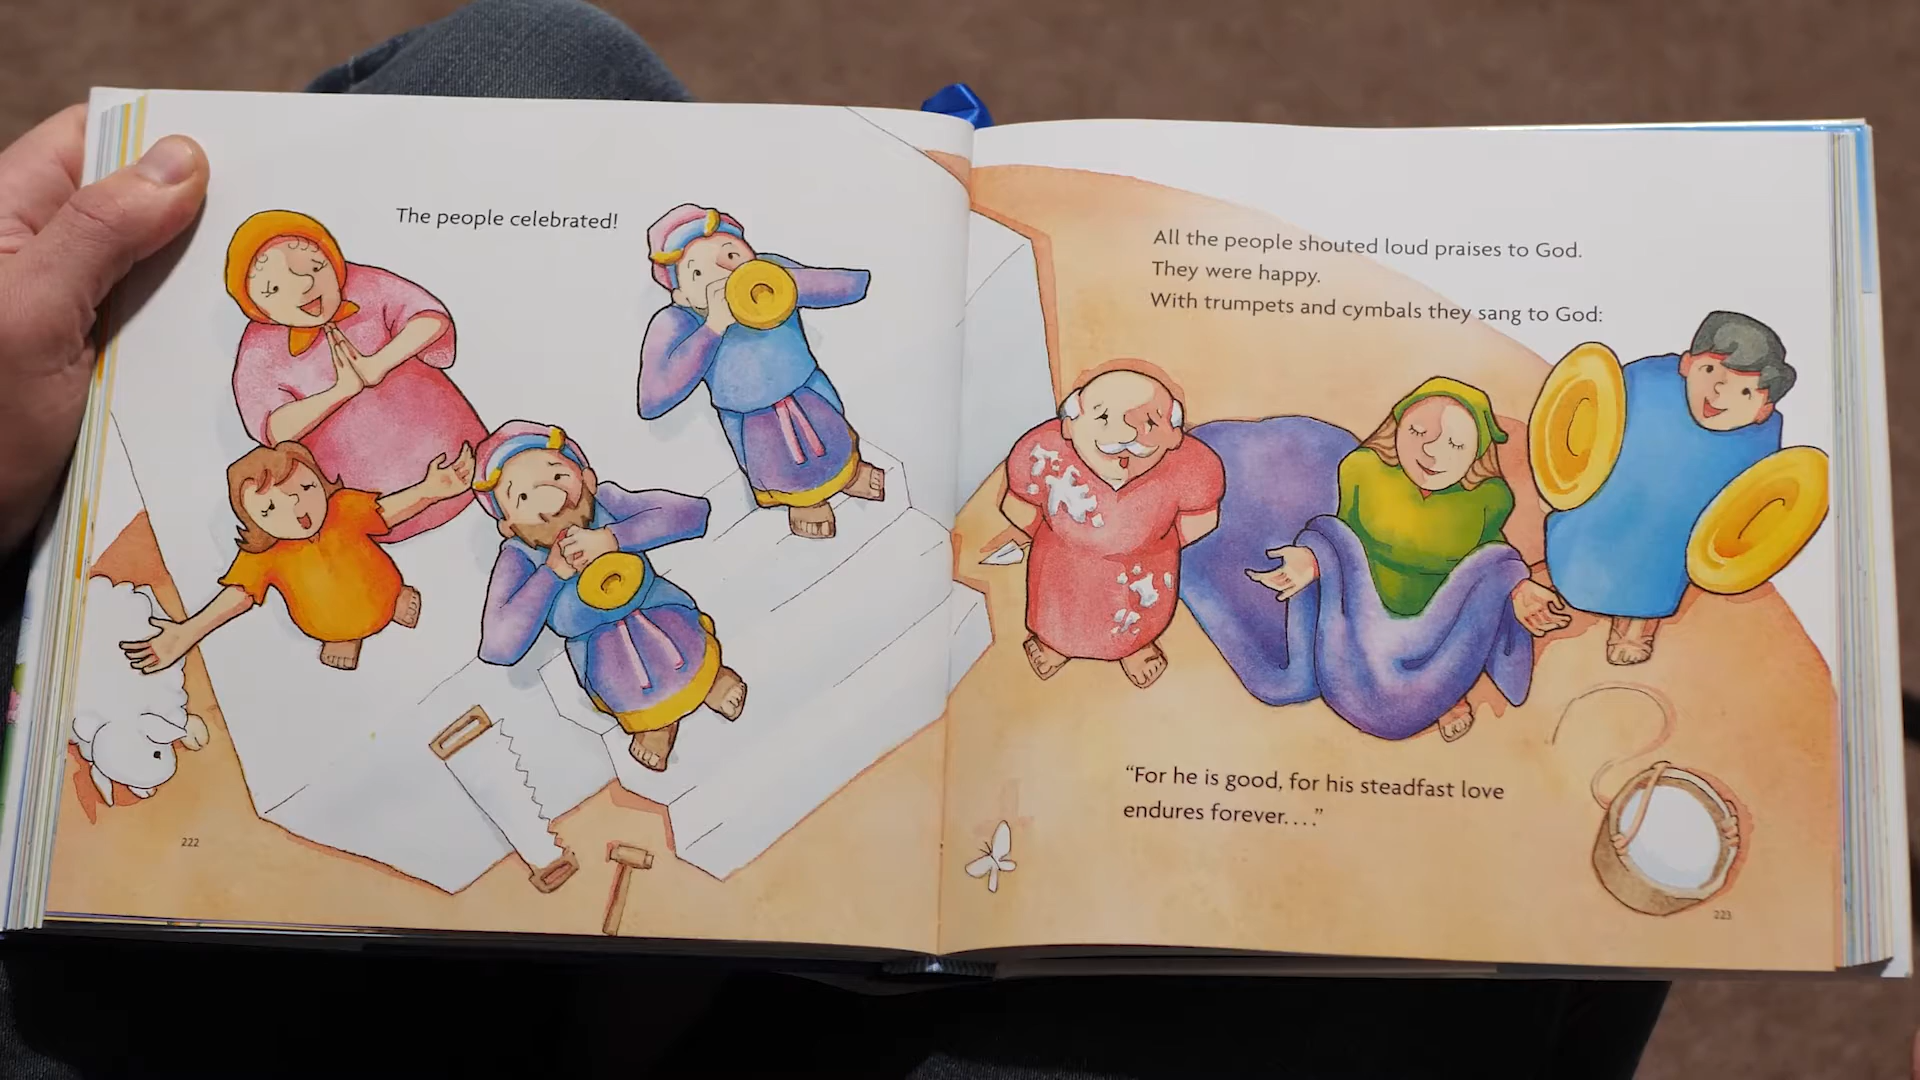 The people celebrated!
222
All the people shouted loud praises to God.
They were happy.
With trumpets and cymbals they sang to God:
“For he is good, for his steadfast love
endures forever. . . .”
223